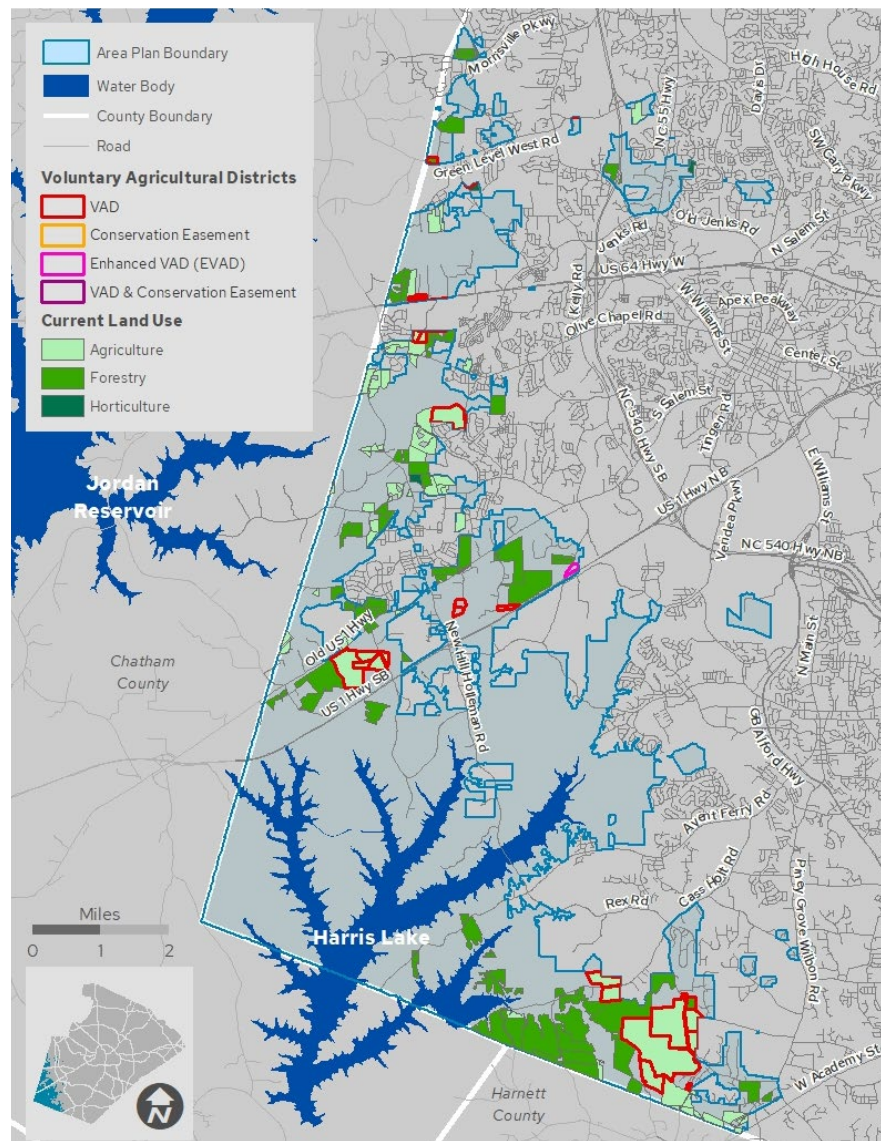 Area Plan Boundary
Water Body
County Boundary
Road
Voluntary Agricultural Districts
VAD
Conservation Easement
Enhanced VAD (EVAD)
VAD & Conservation Easement
Current Land Use
Agriculture
Forestry
Horticulture
Morrisville Pkwy
High House Rd
Davis Dr
NC 55 Hwy
SW Cary Pkwy
Green Level West Rd
Old Jenks Rd
Jenks Rd
N Salem St
US 64 Hwy W
Kelly Rd
W Williams St
Apex Peakway
Olive Chapel Rd
Center St
S Salem St
Tingen Rd
NC 540 Hwy SB
US 1 Hwy NB
E Williams St
Jordan
Reservoir
Veridea Pkwy
NC 540 Hwy NB
Old US 1 Hwy
New Hill Holleman Rd
N Main St
Chatham
County
US 1 Hwy SB
GB Alford Hwy
Avent Ferry Rd
Cass Holt Rd
Rex Rd
Piney Grove Wilbon Rd
Miles
0 1 2
Harris Lake
W Academy St
Harnett
County
N